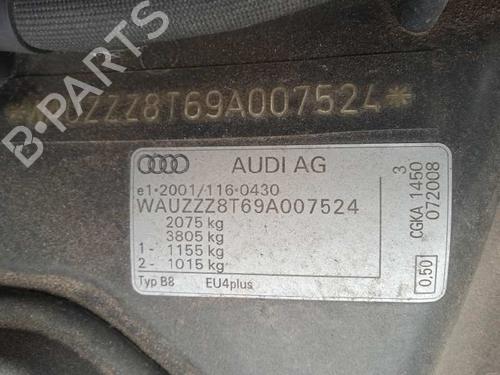 *WAUZZZ8T69A007524*
AUDI AG
e1*2001/116*0430
WAUZZZ8T69A007524
2075 kg
3805 kg
1- 1155 kg
2- 1015 kg
Typ B8 EU4plus
CGKA 1450 3
072008
0,50
B-PARTS